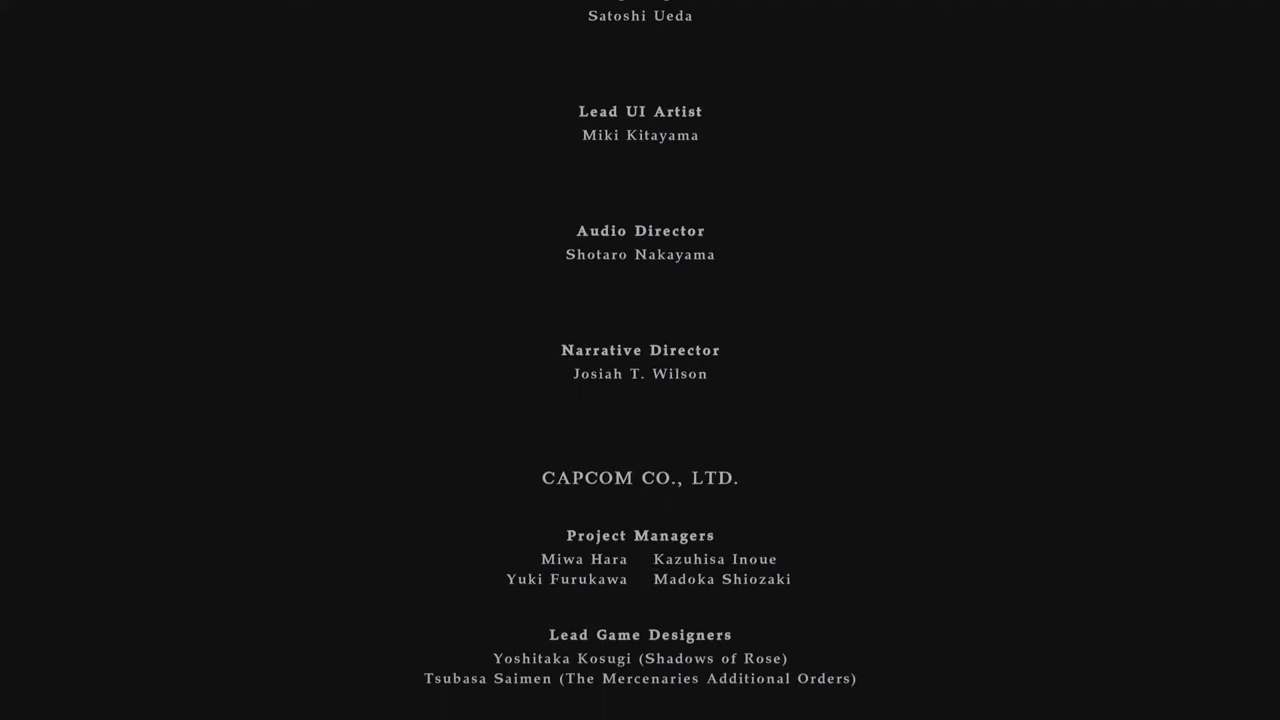 Satoshi Ueda
Lead UI Artist
Miki Kitayama
Audio Director
Shotaro Nakayama
Narrative Director
Josiah T. Wilson
CAPCOM CO., LTD.
Project Managers
Miwa Hara Kazuhisa Inoue
Yuki Furukawa Madoka Shiozaki
Lead Game Designers
Yoshitaka Kosugi (Shadows of Rose)
Tsubasa Saimen (The Mercenaries Additional Orders)